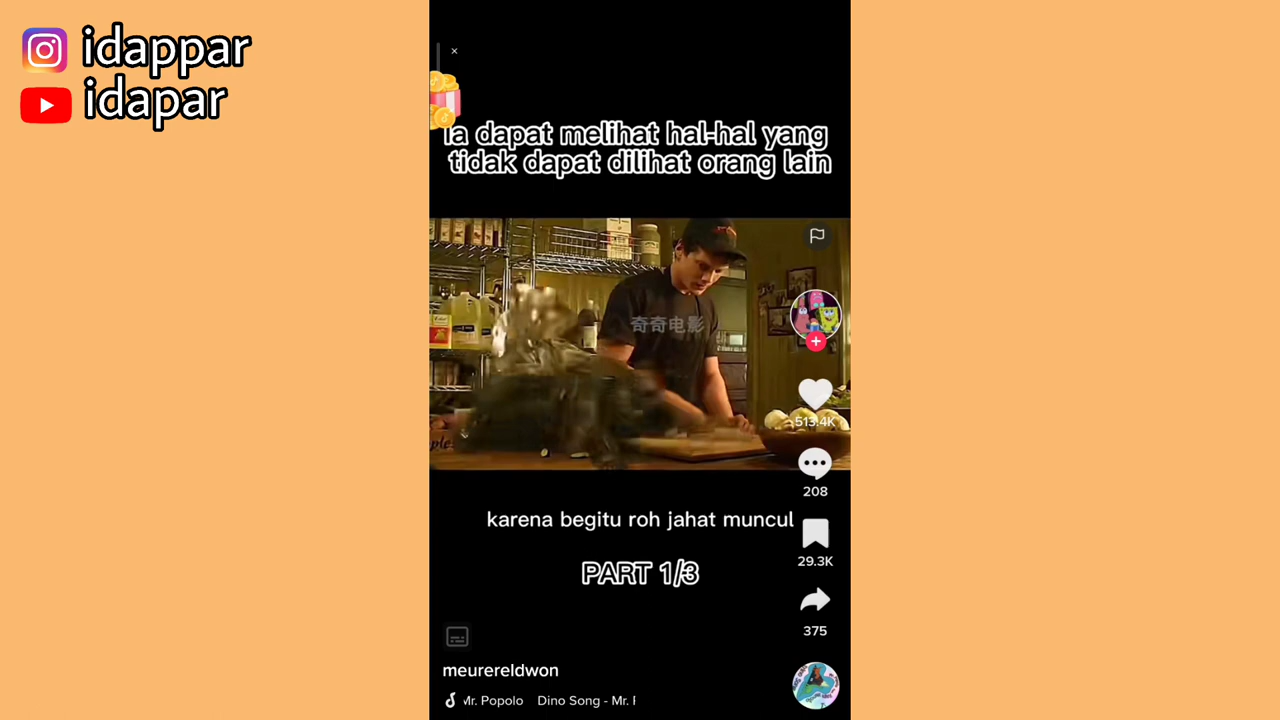 idappar
idapar
Ia dapat melihat hal-hal yang
tidak dapat dilihat orang lain
奇奇电影
513.4K
208
karena begitu roh jahat muncul
29.3K
PART 1/3
375
meurereldwon
Mr. Popolo Dino Song - Mr. P